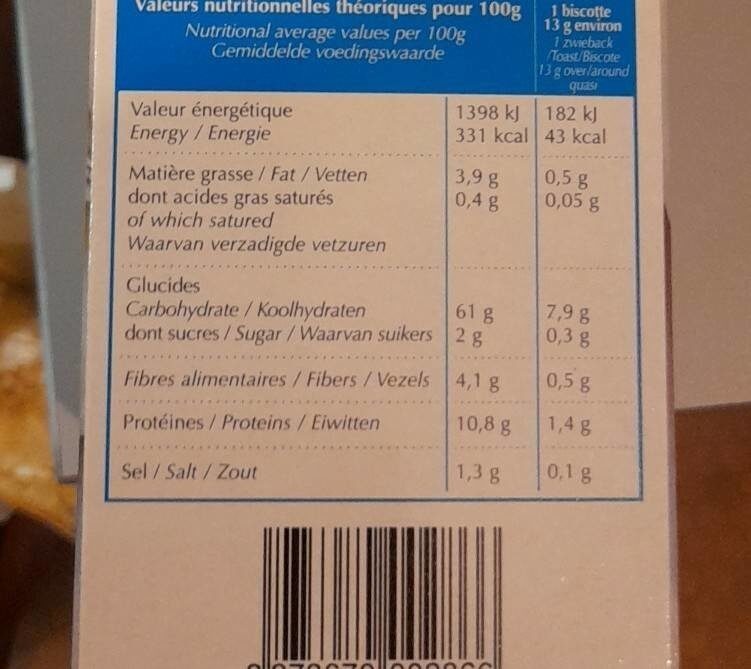 Valeurs nutritionnelles théoriques pour 100g
Nutritional average values per 100g
Gemiddelde voedingswaarde
1 biscotte
13 g environ
1 zwieback
/Toast/Biscote
13 g over/around
quasi
Valeur énergétique 1398 kJ 182 kJ
Energy / Energie 331 kcal 43 kcal
Matière grasse / Fat / Vetten 3,9 g 0,5 g
dont acides gras saturés 0,4 g 0,05 g
of which satured
Waarvan verzadigde vetzuren
Glucides
Carbohydrate / Koolhydraten 61 g 7,9 g
dont sucres / Sugar / Waarvan suikers 2 g 0,3 g
Fibres alimentaires / Fibers / Vezels 4,1 g 0,5 g
Protéines / Proteins / Eiwitten 10,8 g 1,4 g
Sel / Salt / Zout 1,3 g 0,1 g